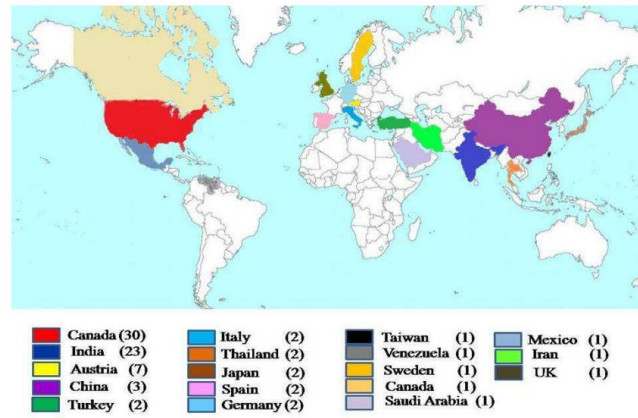 Canada (30)
India (23)
Austria (7)
China (3)
Turkey (2)
Italy (2)
Thailand (2)
Japan (2)
Spain (2)
Germany (2)
Taiwan (1)
Venezuela (1)
Sweden (1)
Canada (1)
Saudi Arabia (1)
Mexico (1)
Iran (1)
UK (1)